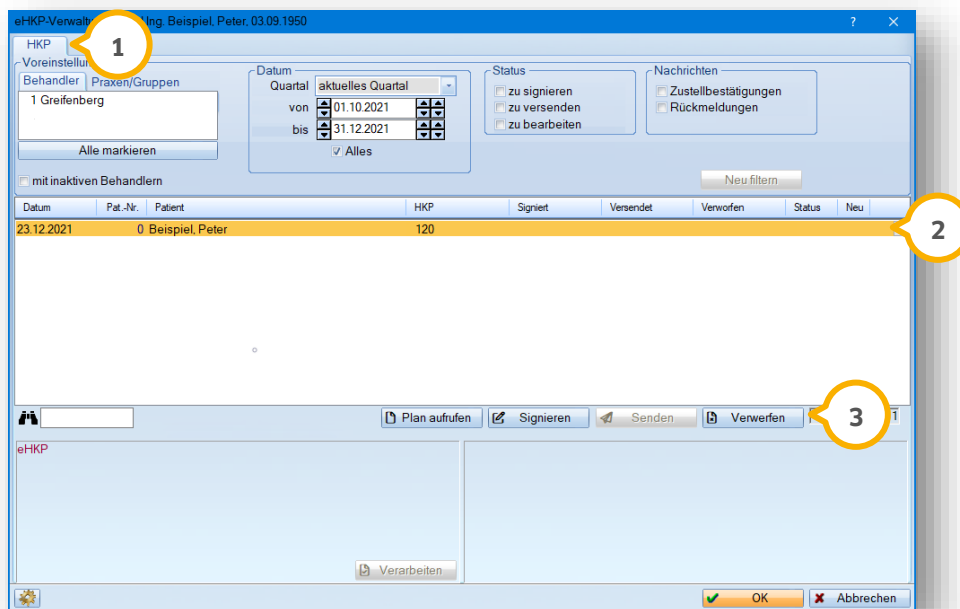 eHKP-Verwaltu Ing. Beispiel, Peter, 03.09.1950 ?
HKP
1
Voreinstellu
Behandler Praxen/Gruppen
1 Greifenberg
Alle markieren
mit inaktiven Behandlern
Datum
Quartal aktuelles Quartal
von 01.10.2021
bis 31.12.2021
Alles
Status
zu signieren
zu versenden
zu bearbeiten
Nachrichten
Zustellbestätigungen
Rückmeldungen
Neu filtern
Datum Pat.-Nr. Patient HKP Signiert Versendet Verworfen Status Neu
23.12.2021 0 Beispiel, Peter 120
2
Plan aufrufen Signieren Senden Verwerfen 1
3
eHKP
Verarbeiten
OK Abbrechen